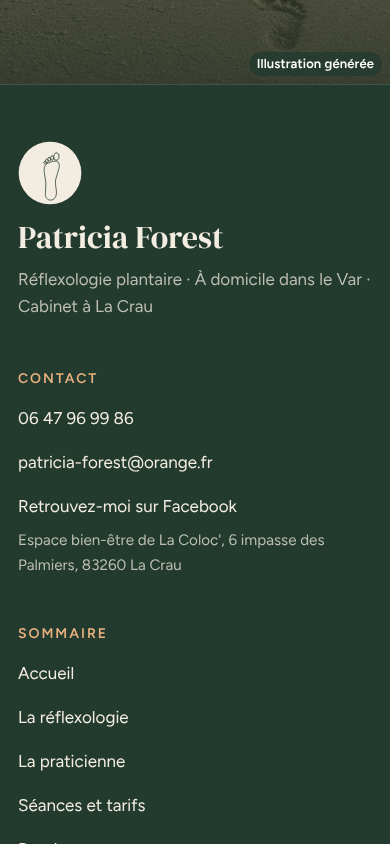 Illustration générée
Patricia Forest
Réflexologie plantaire · À domicile dans le Var ·
Cabinet à La Crau
CONTACT
06 47 96 99 86
patricia-forest@orange.fr
Retrouvez-moi sur Facebook
Espace bien-être de La Coloc', 6 impasse des
Palmiers, 83260 La Crau
SOMMAIRE
Accueil
La réflexologie
La praticienne
Séances et tarifs